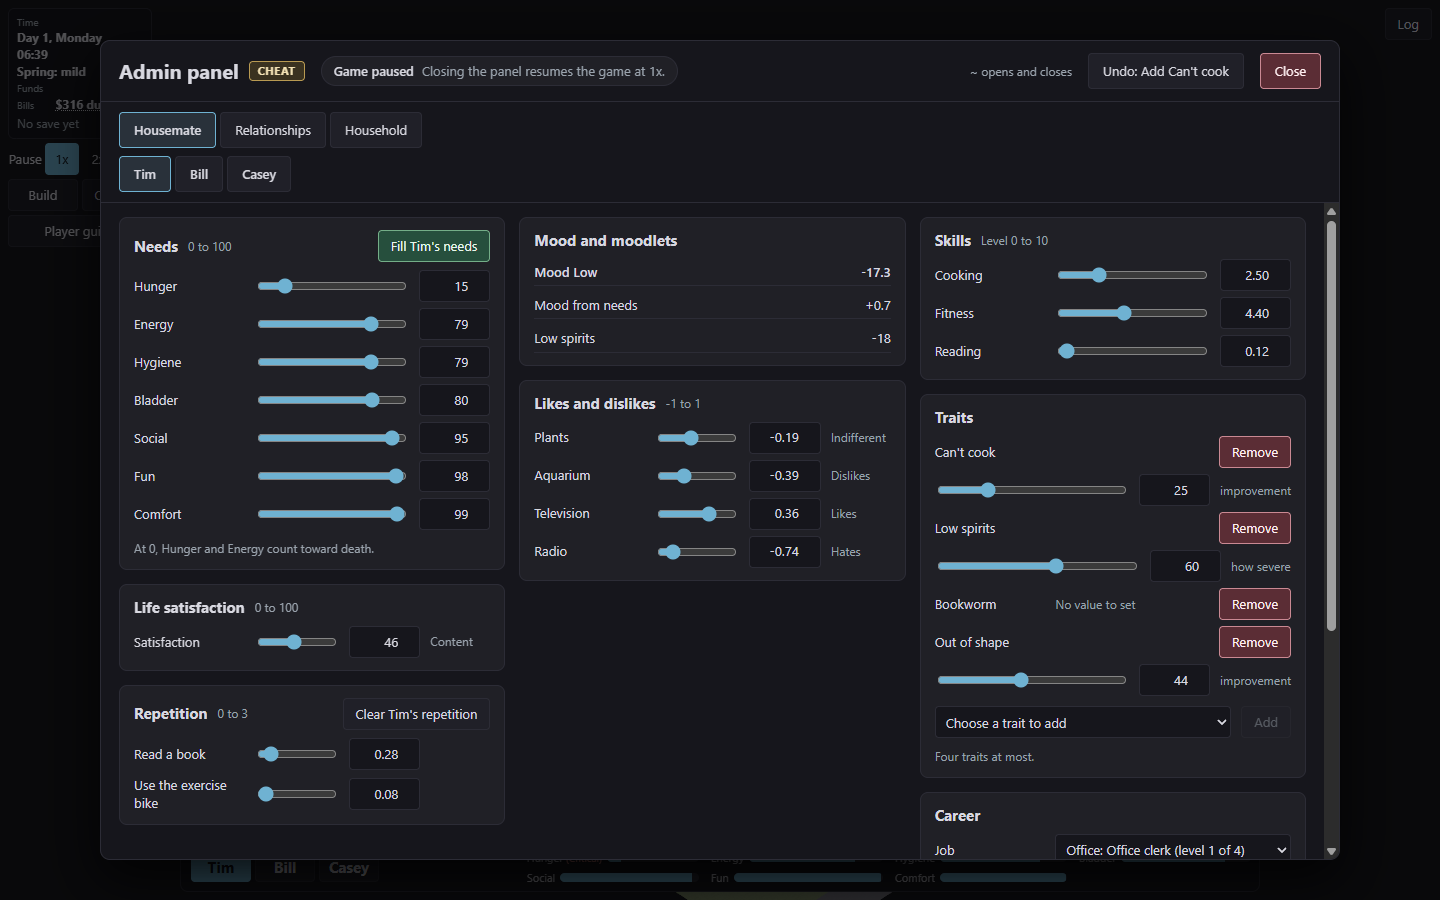 Time
Day 1, Monday
06:39
Spring: mild
Funds
Bills $316 du
No save yet
Pause 1x 2
Build C
Player gui
Log
Admin panel CHEAT Game paused Closing the panel resumes the game at 1x. ~ opens and closes Undo: Add Can't cook Close
Housemate Relationships Household
Tim Bill Casey
Needs 0 to 100 Fill Tim's needs
Hunger 15
Energy 79
Hygiene 79
Bladder 80
Social 95
Fun 98
Comfort 99
At 0, Hunger and Energy count toward death.
Life satisfaction 0 to 100
Satisfaction 46 Content
Repetition 0 to 3 Clear Tim's repetition
Read a book 0.28
Use the exercise
bike 0.08
Mood and moodlets
Mood Low -17.3
Mood from needs +0.7
Low spirits -18
Likes and dislikes -1 to 1
Plants -0.19 Indifferent
Aquarium -0.39 Dislikes
Television 0.36 Likes
Radio -0.74 Hates
Skills Level 0 to 10
Cooking 2.50
Fitness 4.40
Reading 0.12
Traits
Can't cook Remove
25 improvement
Low spirits Remove
60 how severe
Bookworm No value to set Remove
Out of shape Remove
44 improvement
Choose a trait to add Add
Four traits at most.
Career
Job Office: Office clerk (level 1 of 4)
Tim Bill Casey
Social Fun Comfort